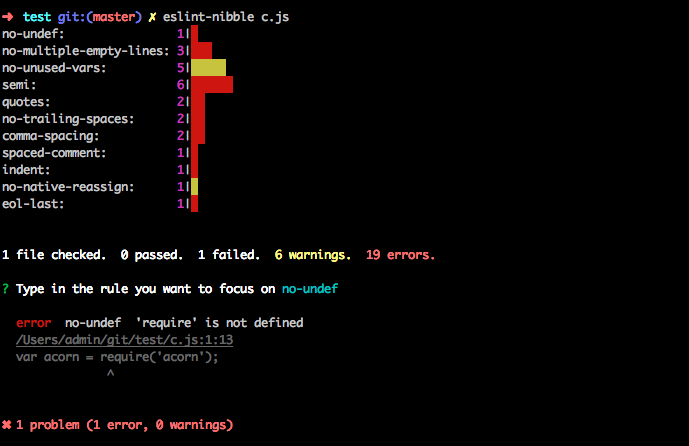 ➜ test git:(master) ✗ eslint-nibble c.js
no-undef: 1|
no-multiple-empty-lines: 3|
no-unused-vars: 5|
semi: 6|
quotes: 2|
no-trailing-spaces: 2|
comma-spacing: 2|
spaced-comment: 1|
indent: 1|
no-native-reassign: 1|
eol-last: 1|
1 file checked. 0 passed. 1 failed. 6 warnings. 19 errors.
? Type in the rule you want to focus on no-undef
error no-undef 'require' is not defined
/Users/admin/git/test/c.js:1:13
var acorn = require('acorn');
^
✖ 1 problem (1 error, 0 warnings)